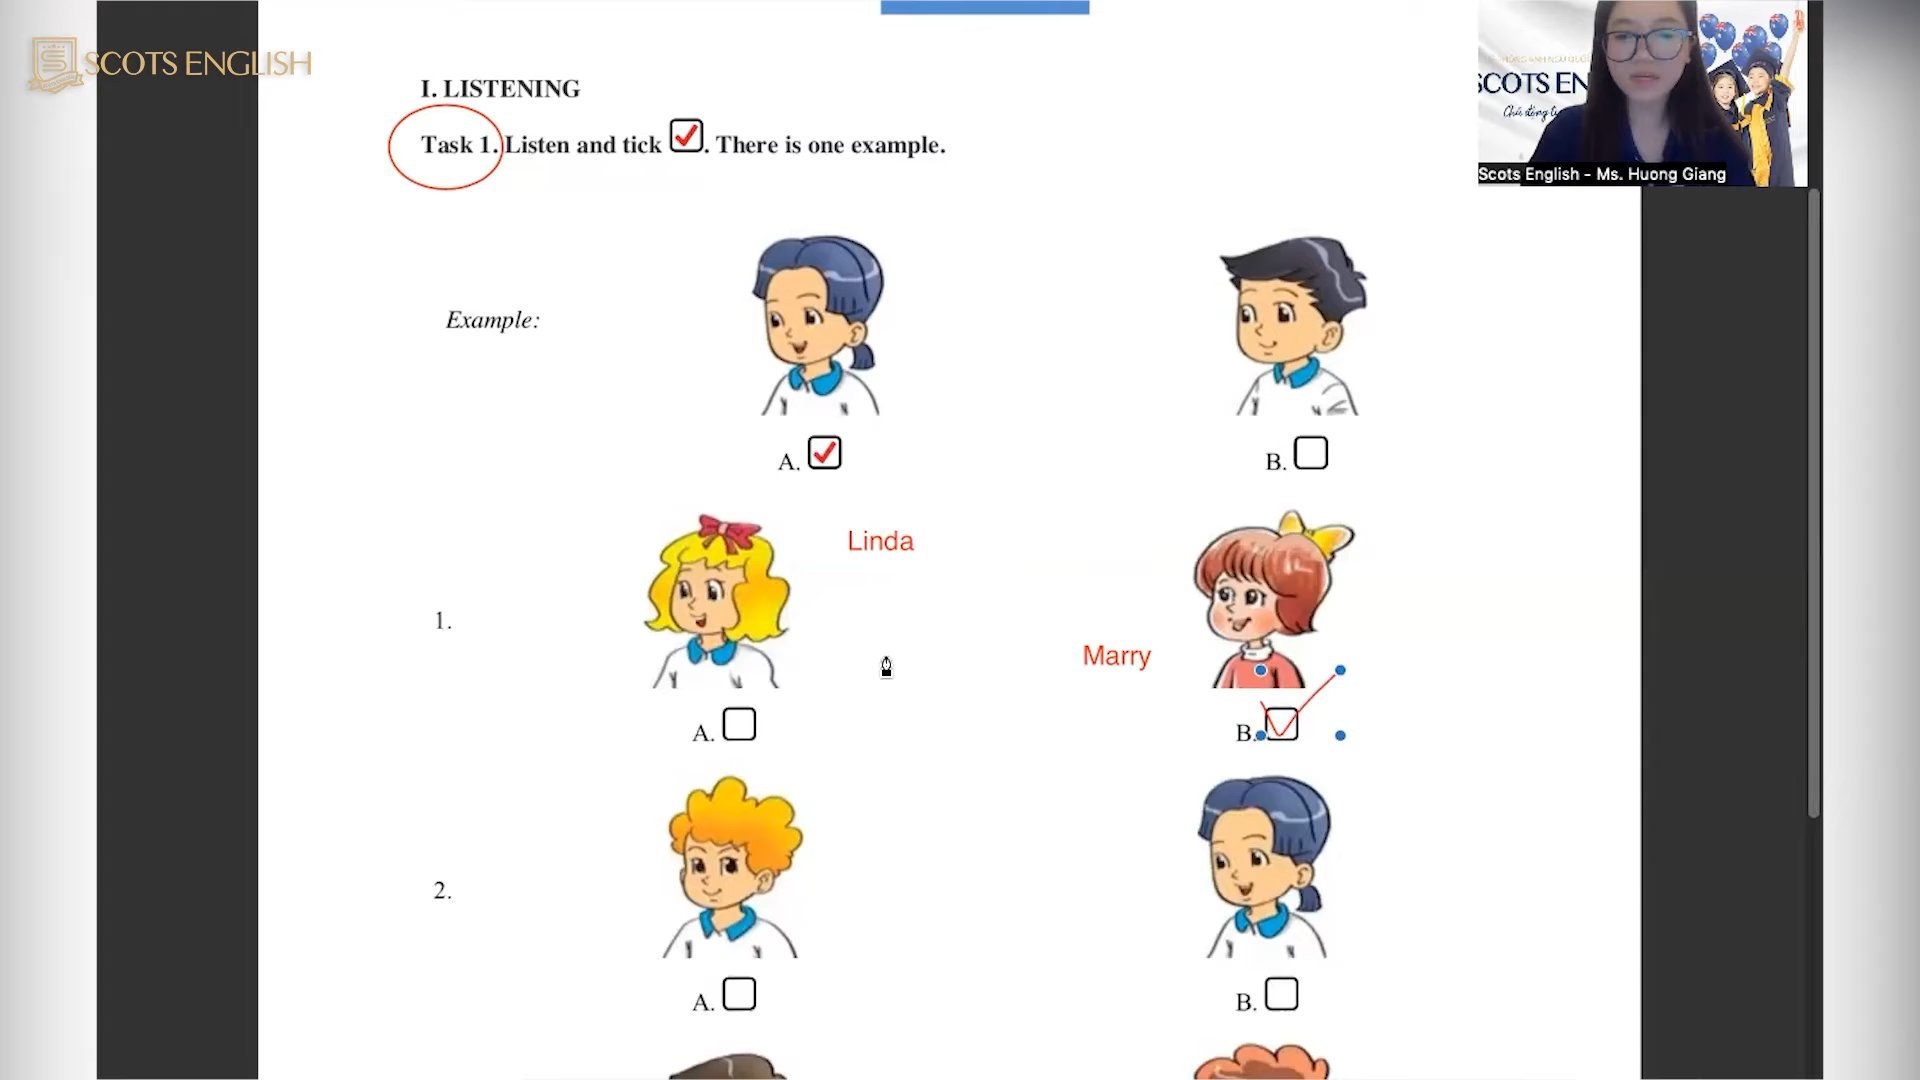 SCOTS ENGLISH
I. LISTENING
Task 1. Listen and tick . There is one example.
SCOTS EN
Scots English - Ms. Huong Giang
Example:
A.
B.
Linda
1.
Marry
A.
B.
2.
A.
B.